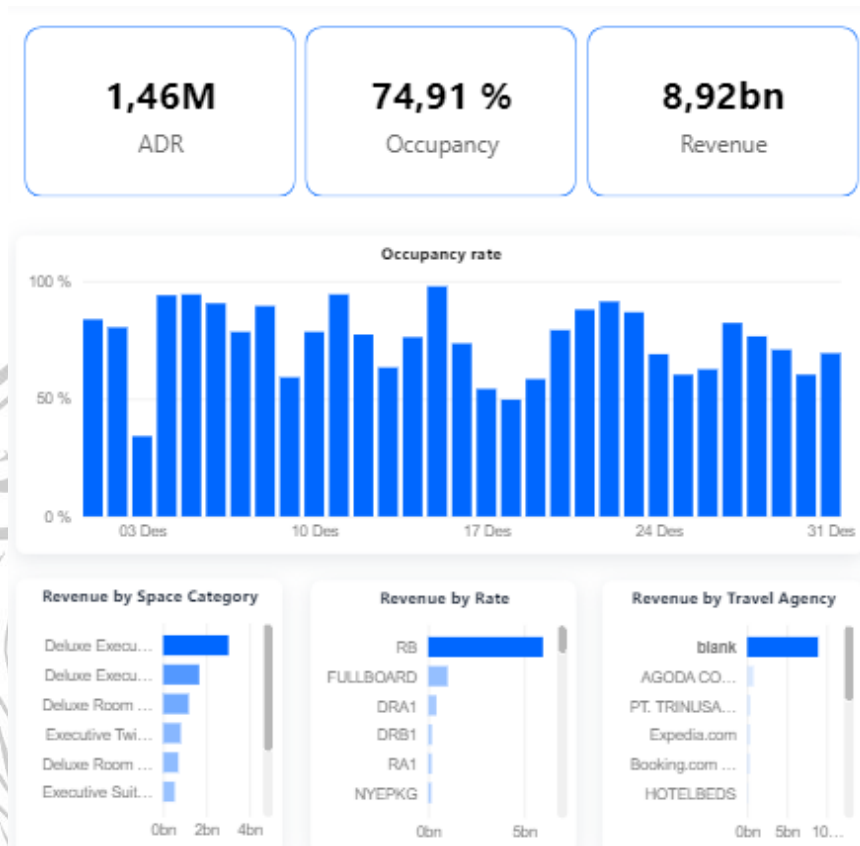 1,46M
ADR
74,91 %
Occupancy
8,92bn
Revenue
Occupancy rate
100 %
50 %
0 %
03 Des
10 Des
17 Des
24 Des
31 Des
Revenue by Space Category
Deluxe Execu...
Deluxe Execu...
Deluxe Room ...
Executive Twi...
Deluxe Room ...
Executive Suit...
0bn 2bn 4bn
Revenue by Rate
RB
FULLBOARD
DRA1
DRB1
RA1
NYEPKG
0bn 5bn
Revenue by Travel Agency
blank
AGODA CO...
PT. TRINUSA...
Expedia.com
Booking.com ...
HOTELBEDS
0bn 5bn 10...